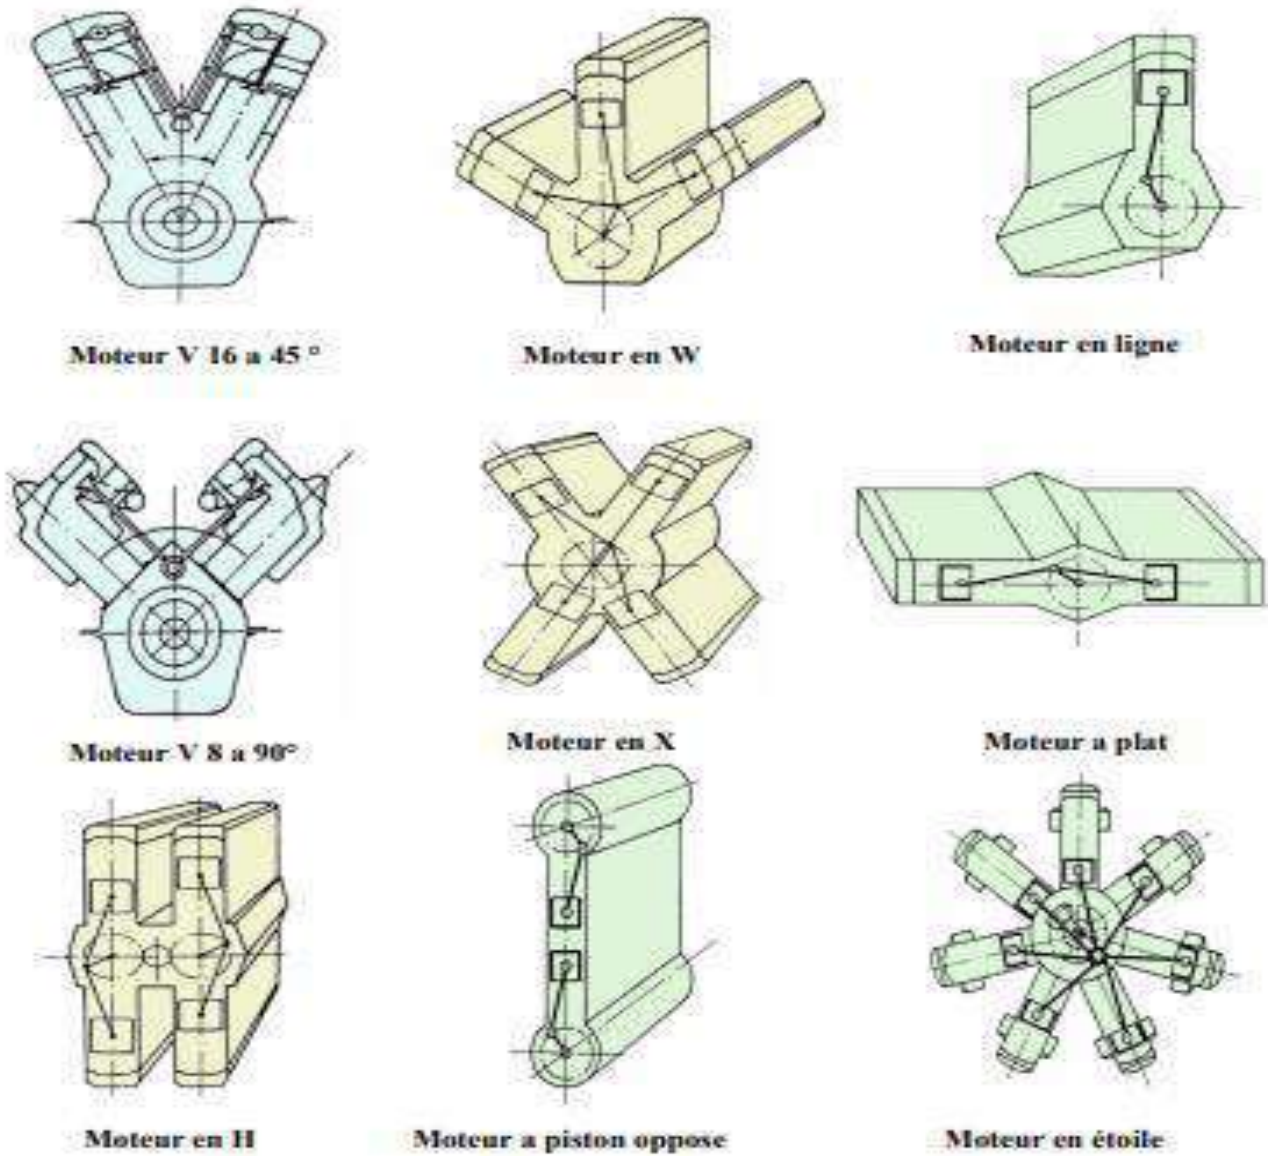 Moteur V 16 a 45 °
Moteur en W
Moteur en ligne
Moteur V 8 a 90°
Moteur en X
Moteur a plat
Moteur en H
Moteur a piston oppose
Moteur en étoile